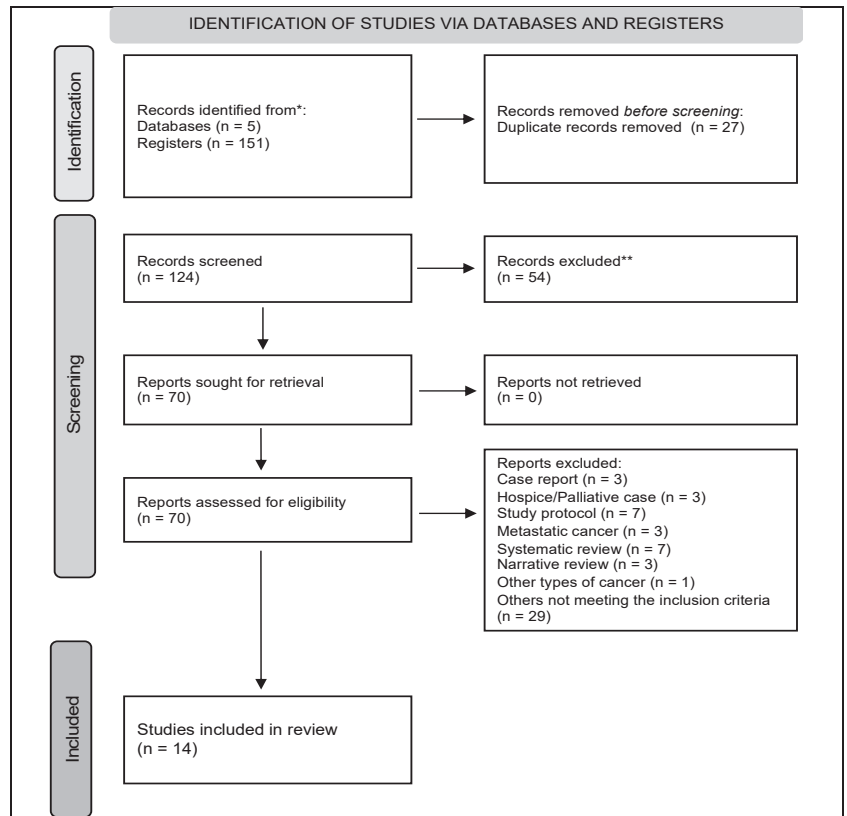 IDENTIFICATION OF STUDIES VIA DATABASES AND REGISTERS
Identification
Records identified from*:
Databases (n = 5)
Registers (n = 151)
Records removed before screening:
Duplicate records removed (n = 27)
Screening
Records screened
(n = 124)
Records excluded**
(n = 54)
Reports sought for retrieval
(n = 70)
Reports not retrieved
(n = 0)
Reports assessed for eligibility
(n = 70)
Reports excluded:
Case report (n = 3)
Hospice/Palliative case (n = 3)
Study protocol (n = 7)
Metastatic cancer (n = 3)
Systematic review (n = 7)
Narrative review (n = 3)
Other types of cancer (n = 1)
Others not meeting the inclusion criteria
(n = 29)
Included
Studies included in review
(n = 14)